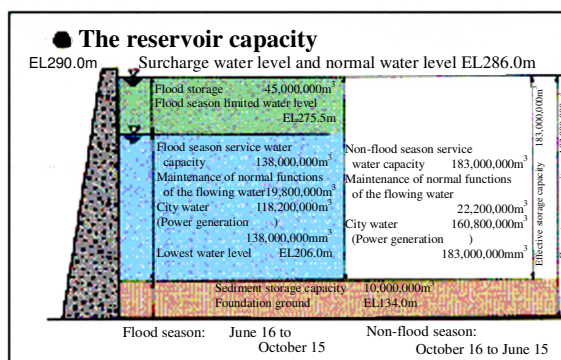 ● The reservoir capacity
EL290.0m
Surcharge water level and normal water level EL286.0m
Flood storage 45,000,000m³
Flood season limited water level
EL275.5m
Flood season service water
capacity 138,000,000m³
Maintenance of normal functions
of the flowing water19,800,000m³
City water 118,200,000m³
(Power generation )
138,000,000mm³
Lowest water level EL206.0m
Non-flood season service
water capacity 183,000,000m³
Maintenance of normal functions
of the flowing water
22,200,000m³
City water 160,800,000m³
(Power generation )
183,000,000mm³
Effective storage capacity 183,000,000m³
Sediment storage capacity 10,000,000m³
Foundation ground EL134.0m
Flood season: June 16 to
October 15
Non-flood season:
October 16 to June 15